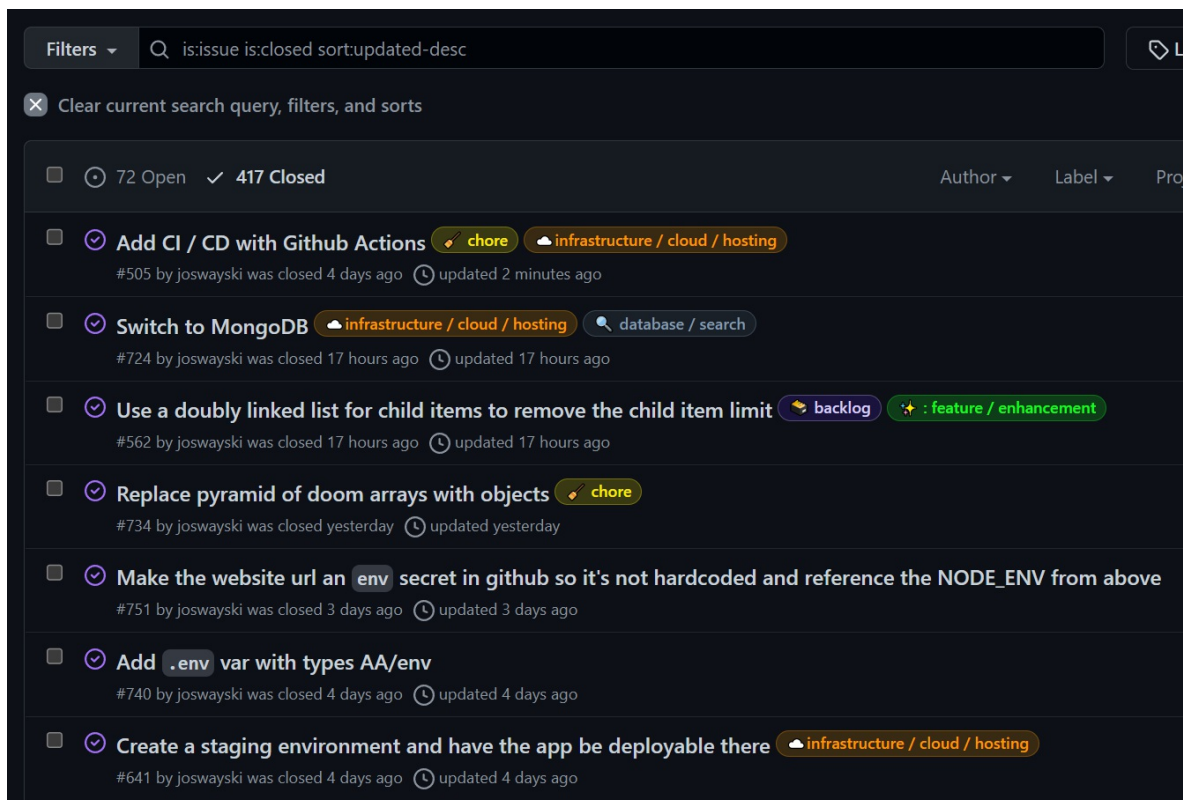 Filters is:issue is:closed sort:updated-desc
Clear current search query, filters, and sorts
72 Open 417 Closed Author Label
Add CI / CD with Github Actions chore infrastructure / cloud / hosting
#505 by joswayski was closed 4 days ago updated 2 minutes ago
Switch to MongoDB infrastructure / cloud / hosting database / search
#724 by joswayski was closed 17 hours ago updated 17 hours ago
Use a doubly linked list for child items to remove the child item limit backlog : feature / enhancement
#562 by joswayski was closed 17 hours ago updated 17 hours ago
Replace pyramid of doom arrays with objects chore
#734 by joswayski was closed yesterday updated yesterday
Make the website url an env secret in github so it's not hardcoded and reference the NODE_ENV from above
#751 by joswayski was closed 3 days ago updated 3 days ago
Add .env var with types AA/env
#740 by joswayski was closed 4 days ago updated 4 days ago
Create a staging environment and have the app be deployable there infrastructure / cloud / hosting
#641 by joswayski was closed 4 days ago updated 4 days ago